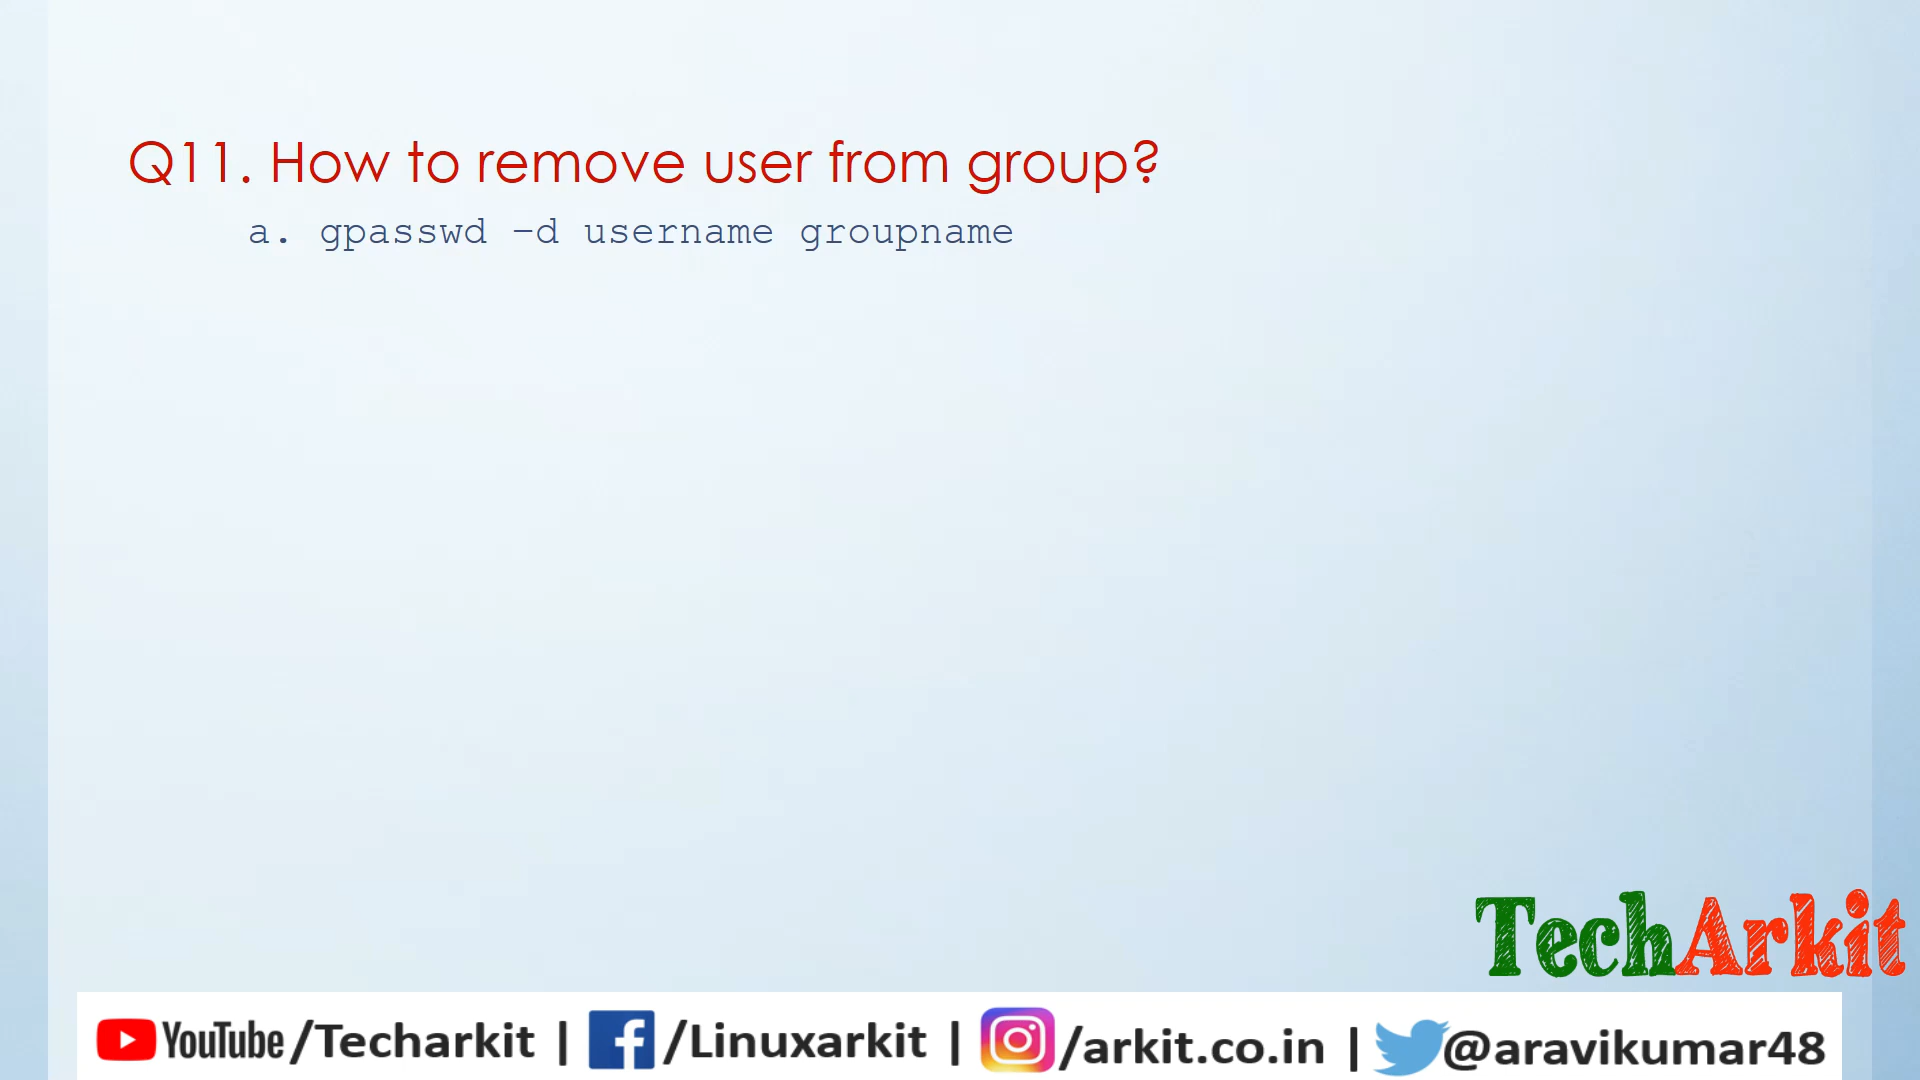 Q11. How to remove user from group?
a. gpasswd –d username groupname
TechArkit
YouTube /Techarkit | f /Linuxarkit | /arkit.co.in | @aravikumar48